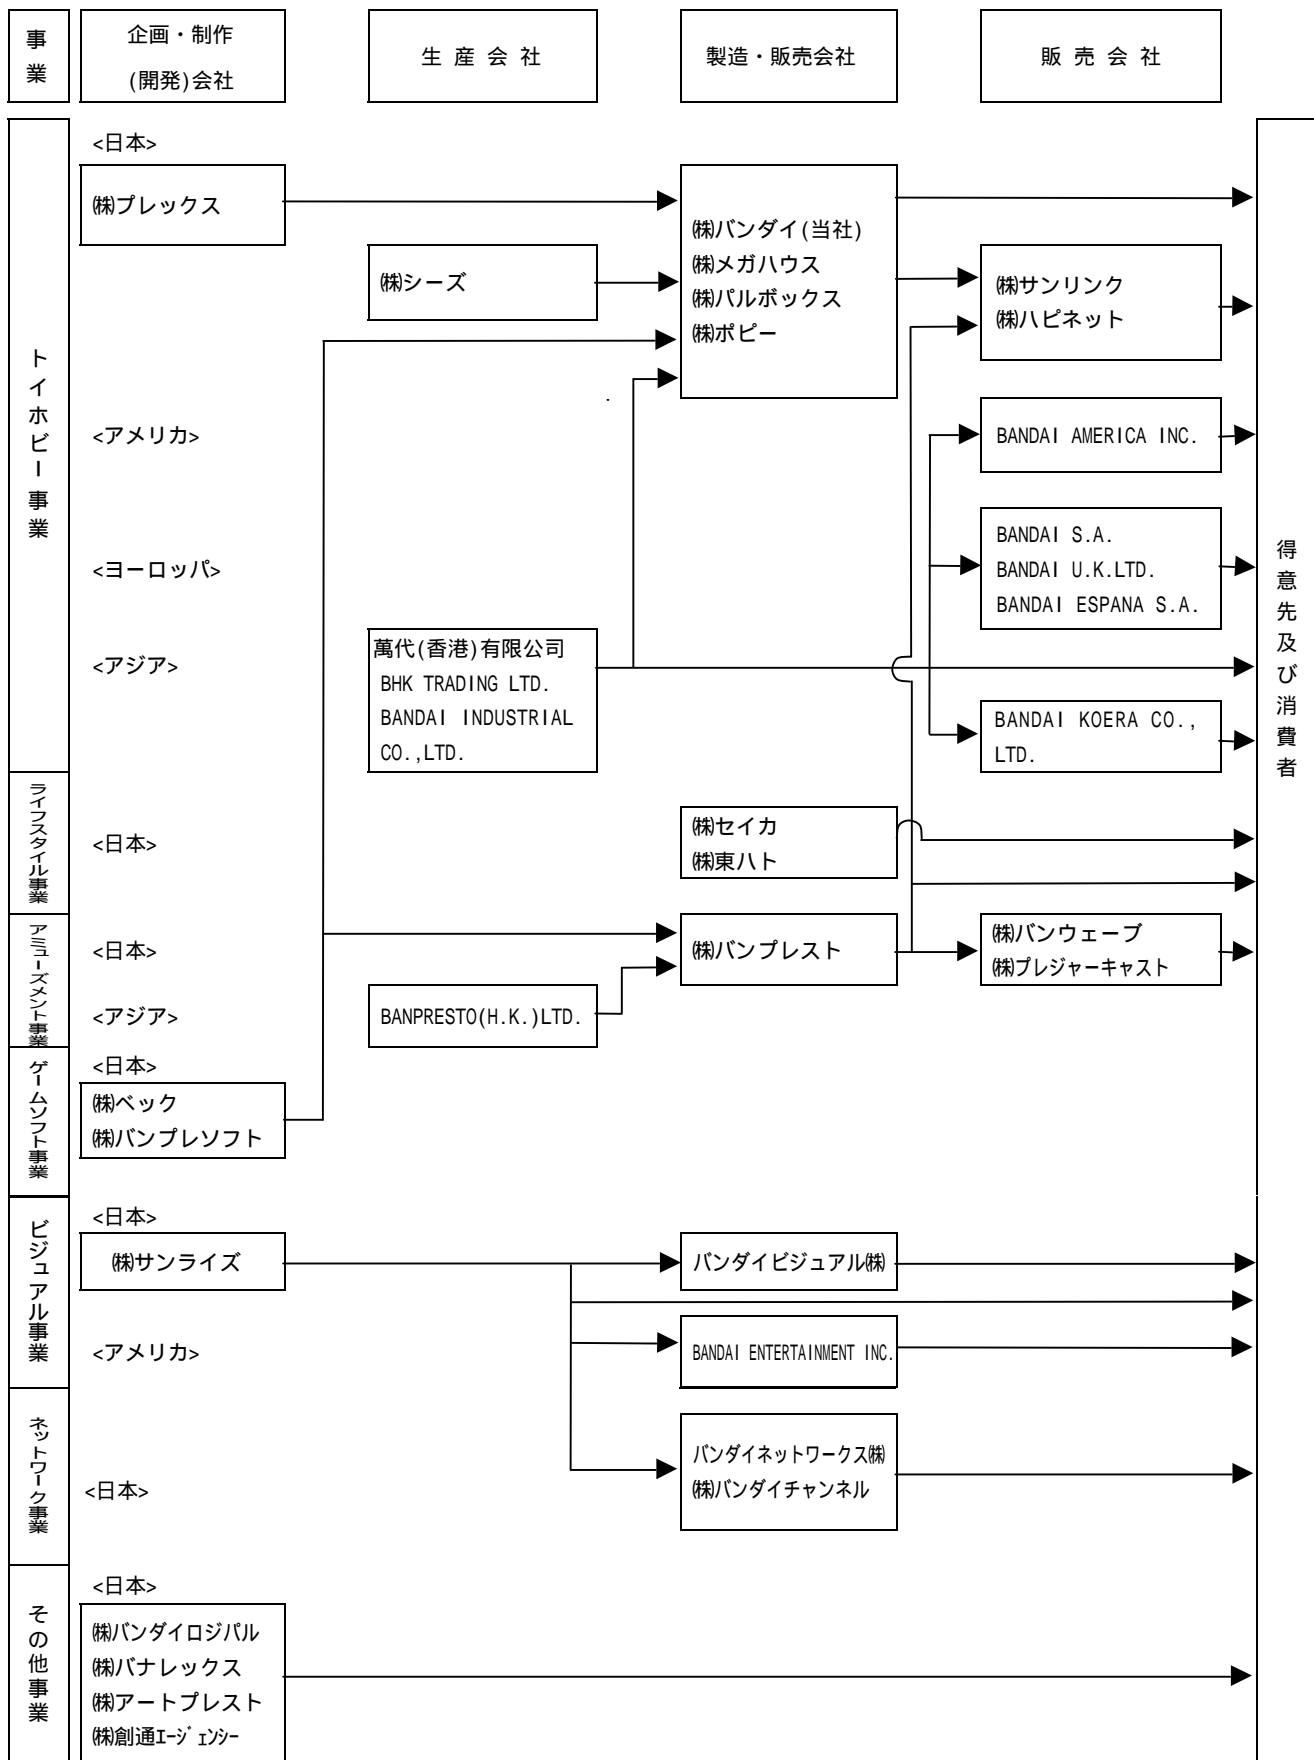 事業
企画・制作
(開発)会社
生 産 会 社
製造・販売会社
販 売 会 社
トイホビー事業
<日本>
㈱プレックス
㈱シーズ
㈱バンダイ(当社)
㈱メガハウス
㈱パルボックス
㈱ポピー
㈱サンリンク
㈱ハピネット
<アメリカ>
BANDAI AMERICA INC.
<ヨーロッパ>
BANDAI S.A.
BANDAI U.K.LTD.
BANDAI ESPANA S.A.
<アジア>
萬代(香港)有限公司
BHK TRADING LTD.
BANDAI INDUSTRIAL
CO.,LTD.
BANDAI KOERA CO.,
LTD.
得意先及び消費者
ライフスタイル事業
<日本>
㈱セイカ
㈱東ハト
アミューズメント事業
<日本>
㈱バンプレスト
㈱バンウェーブ
㈱プレジャーキャスト
<アジア>
BANPRESTO(H.K.)LTD.
ゲームソフト事業
<日本>
㈱ベック
㈱バンプレソフト
ビジュアル事業
<日本>
㈱サンライズ
バンダイビジュアル㈱
<アメリカ>
BANDAI ENTERTAINMENT INC.
ネットワーク事業
<日本>
バンダイネットワークス㈱
㈱バンダイチャンネル
その他事業
<日本>
㈱バンダイロジパル
㈱バナレックス
㈱アートプレスト
㈱創通ｴｰｼﾞｪﾝｼｰ